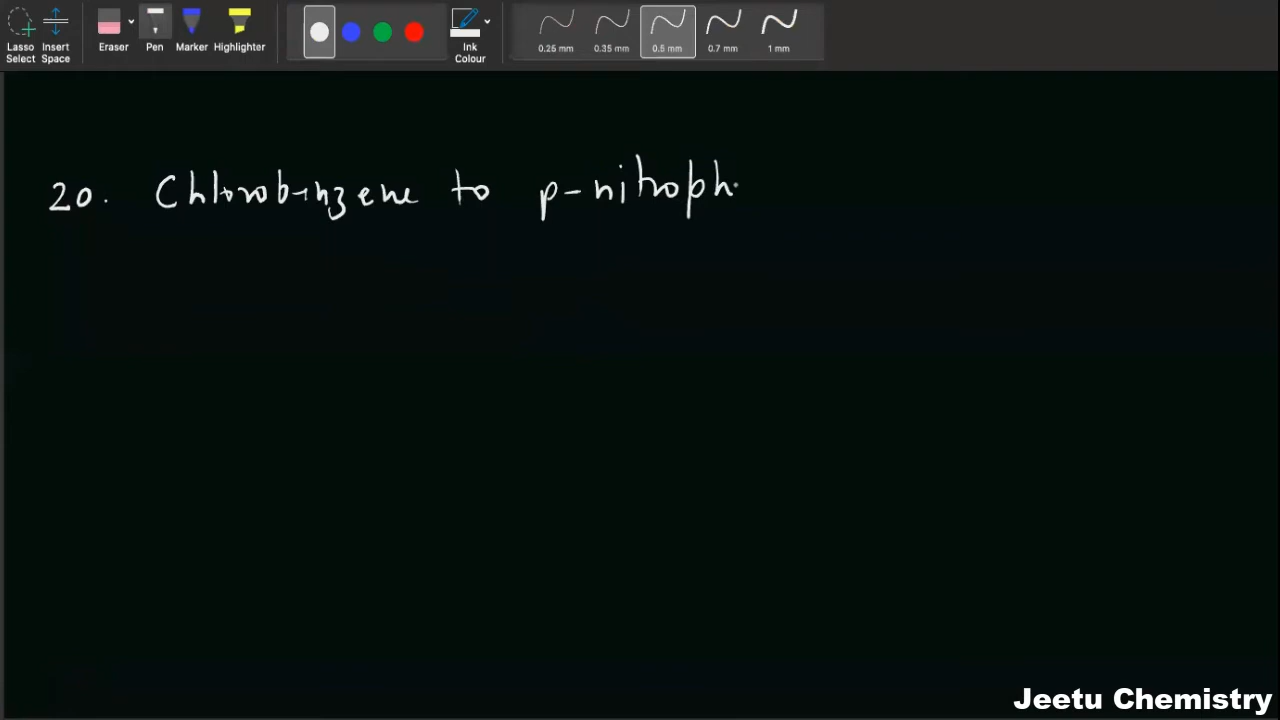 Lasso Select
Insert Space
Eraser
Pen
Marker
Highlighter
Ink Colour
0.25 mm
0.35 mm
0.5 mm
0.7 mm
1 mm
20. Chlorobenzene to p-nitroph
Jeetu Chemistry